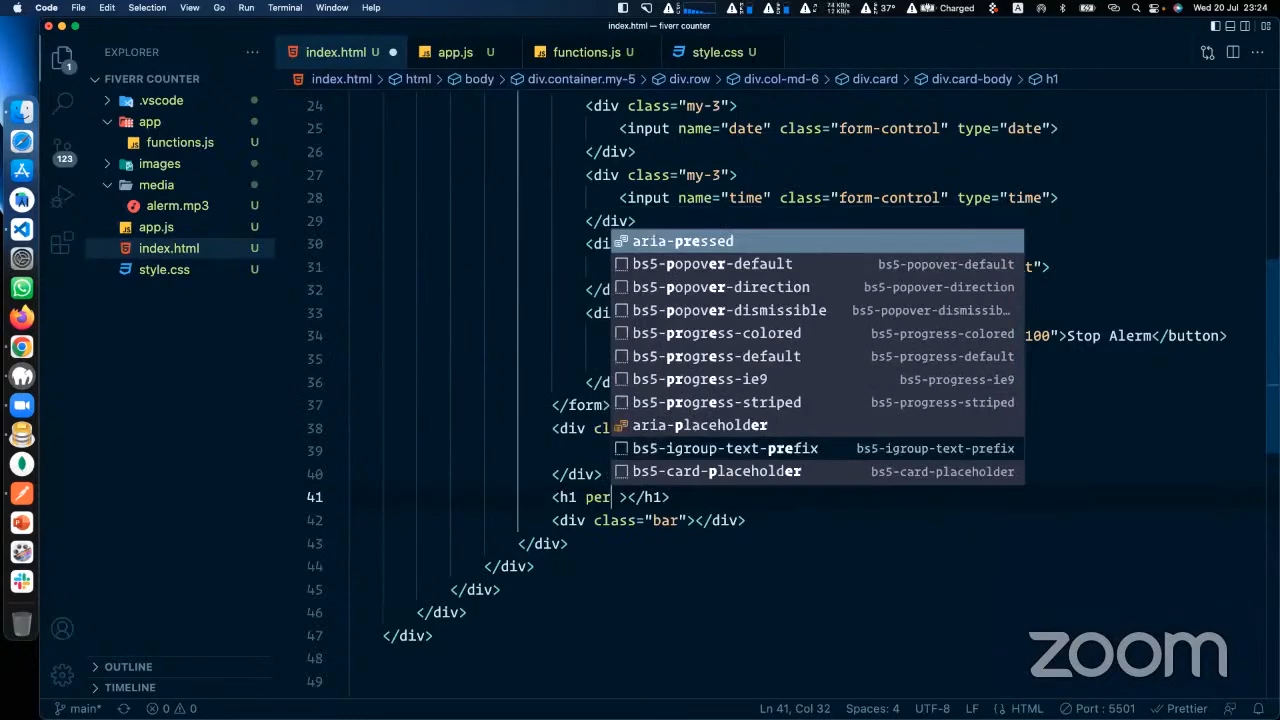 Code File Edit Selection View Go Run Terminal Window Help
37° Charged A Wed 20 Jul 23:24
index.html — fiverr counter
EXPLORER
index.html U
app.js U
functions.js U
style.css U
FIVERR COUNTER
index.html > html > body > div.container.my-5 > div.row > div.col-md-6 > div.card > div.card-body > h1
.vscode
app
functions.js U
images
media
alerm.mp3 U
app.js U
index.html U
style.css U
1
123
24 <div class="my-3">
25 <input name="date" class="form-control" type="date">
26 </div>
27 <div class="my-3">
28 <input name="time" class="form-control" type="time">
29 </div>
30 <di
31 t">
32 </d
33 <di
34 100">Stop Alerm</button>
35
36 </d
37 </form>
38 <div cl
39
40 </div>
41 <h1 per ></h1>
42 <div class="bar"></div>
43 </div>
44 </div>
45 </div>
46 </div>
47 </div>
48
49
aria-pressed
bs5-popover-default bs5-popover-default
bs5-popover-direction bs5-popover-direction
bs5-popover-dismissible bs5-popover-dismissib…
bs5-progress-colored bs5-progress-colored
bs5-progress-default bs5-progress-default
bs5-progress-ie9 bs5-progress-ie9
bs5-progress-striped bs5-progress-striped
aria-placeholder
bs5-igroup-text-prefix bs5-igroup-text-prefix
bs5-card-placeholder bs5-card-placeholder
OUTLINE
TIMELINE
zoom
main* 0 0 Ln 41, Col 32 Spaces: 4 UTF-8 LF HTML Port : 5501 Prettier